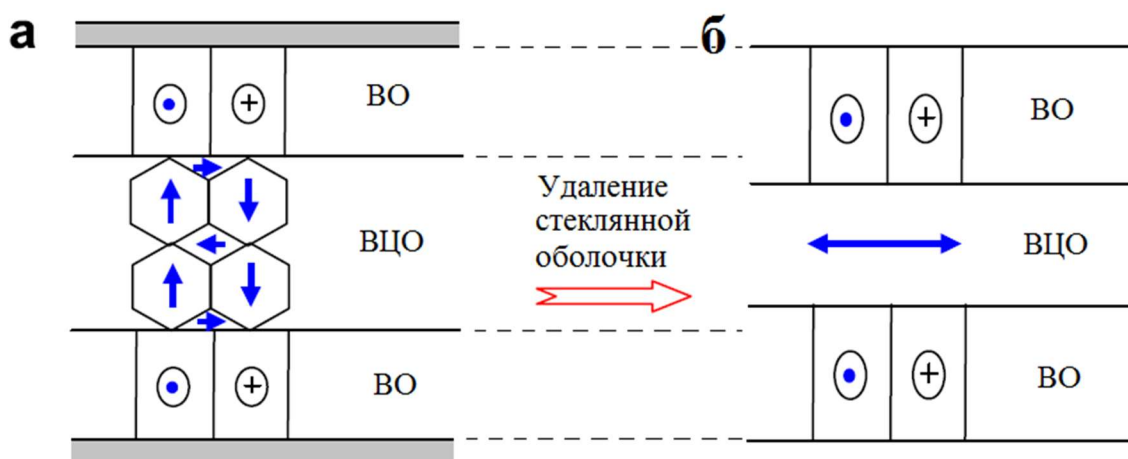 а
б
ВО
ВО
Удаление
стеклянной
оболочки
ВЦО
ВЦО
ВО
ВО